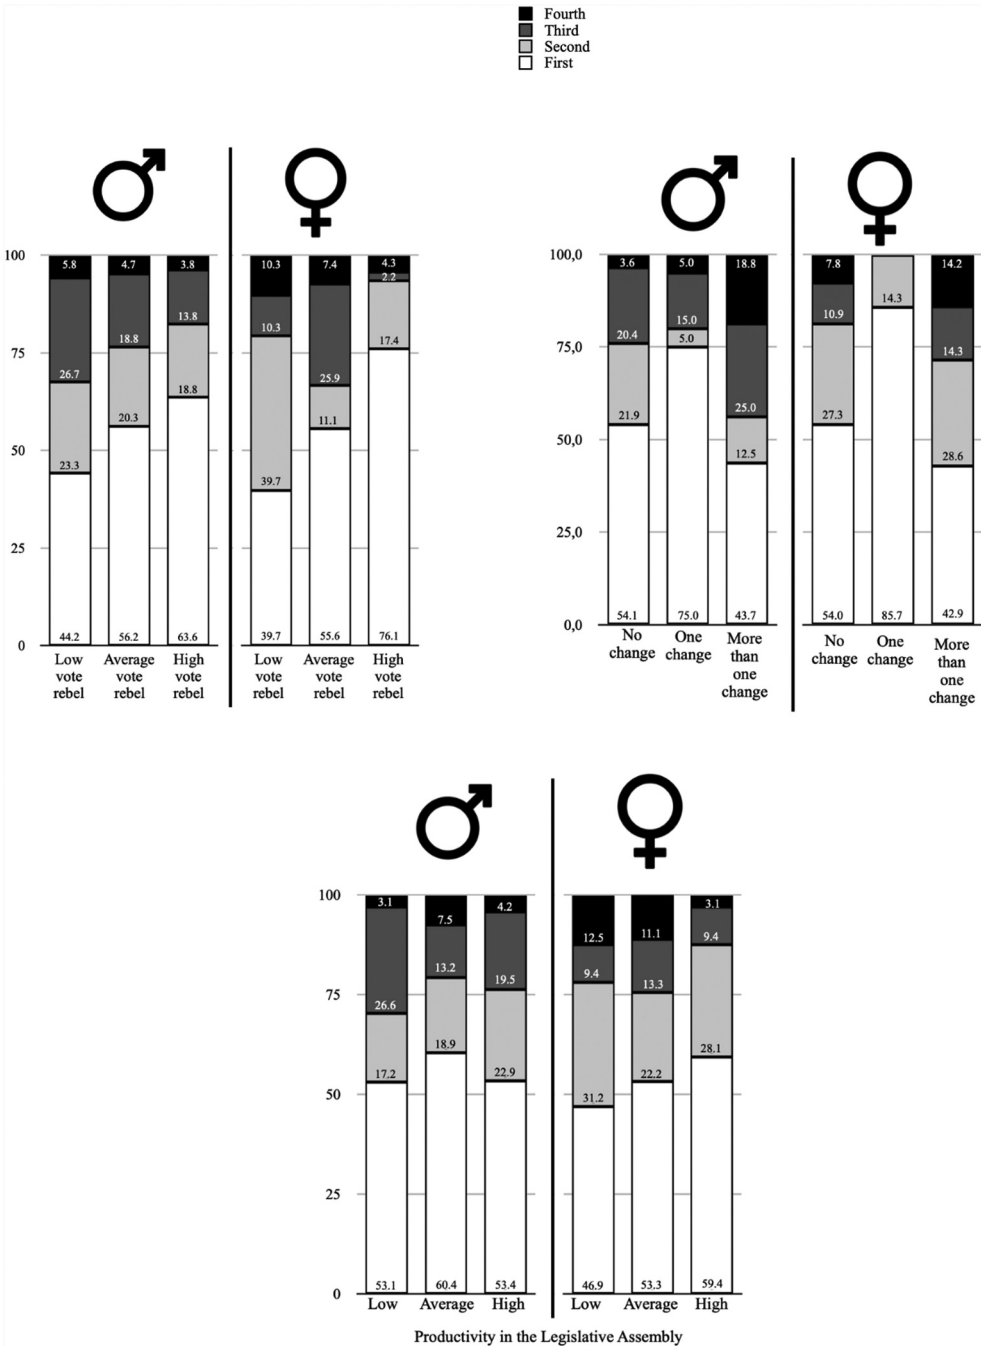 Fourth
Third
Second
First
100
5.8
4.7
3.8
10.3
7.4
4.3
2.2
10.3
13.8
18.8
17.4
75
26.7
25.9
18.8
11.1
20.3
50
23.3
39.7
25
0
44.2
56.2
63.6
39.7
55.6
76.1
Low
vote
rebel
Average
vote
rebel
High
vote
rebel
Low
vote
rebel
Average
vote
rebel
High
vote
rebel
100,0
3.6
5.0
18.8
7.8
14.2
14.3
10.9
15.0
20.4
5.0
75,0
14.3
25.0
21.9
27.3
50,0
12.5
28.6
25,0
0,0
54.1
75.0
43.7
54.0
85.7
42.9
No
change
One
change
More
than
one
change
No
change
One
change
More
than
one
change
100
3.1
7.5
4.2
12.5
11.1
3.1
9.4
13.2
19.5
9.4
13.3
75
26.6
18.9
28.1
17.2
22.9
22.2
31.2
50
25
0
53.1
60.4
53.4
46.9
53.3
59.4
Low
Average
High
Low
Average
High
Productivity in the Legislative Assembly